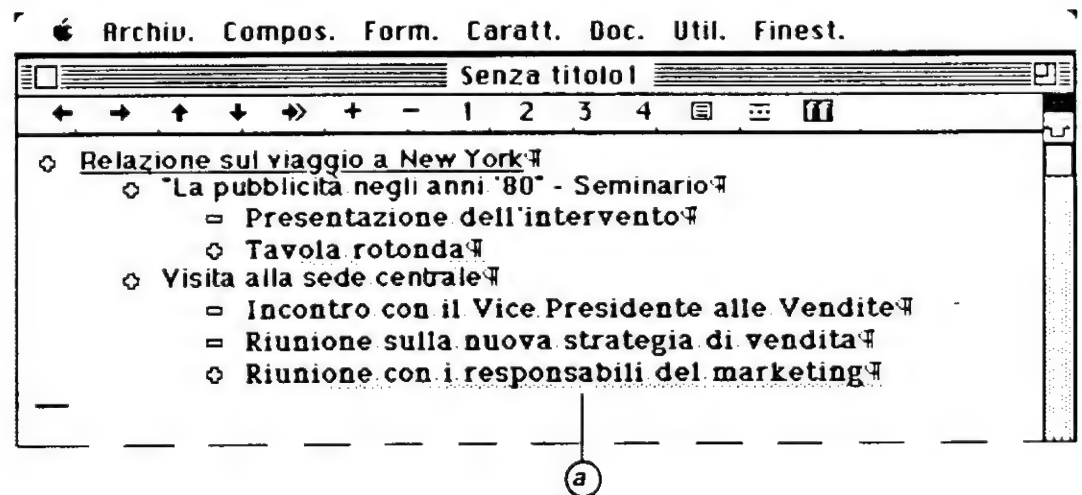 Archiv. Compos. Form. Caratt. Doc. Util. Finest.
Senza titolo1
← → ↑ ↓ + − 1 2 3 4
Relazione sul viaggio a New York¶
"La pubblicità negli anni '80" - Seminario¶
Presentazione dell'intervento¶
Tavola rotonda¶
Visita alla sede centrale¶
Incontro con il Vice Presidente alle Vendite¶
Riunione sulla nuova strategia di vendita¶
Riunione con i responsabili del marketing¶
a